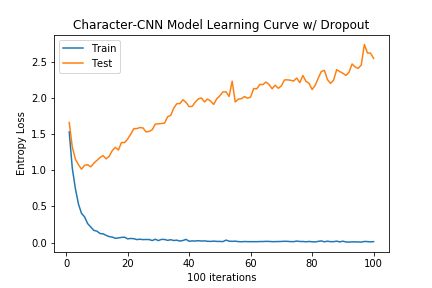 Character-CNN Model Learning Curve w/ Dropout
Train
Test
Entropy Loss
2.5
2.0
1.5
1.0
0.5
0.0
0 20 40 60 80 100
100 iterations